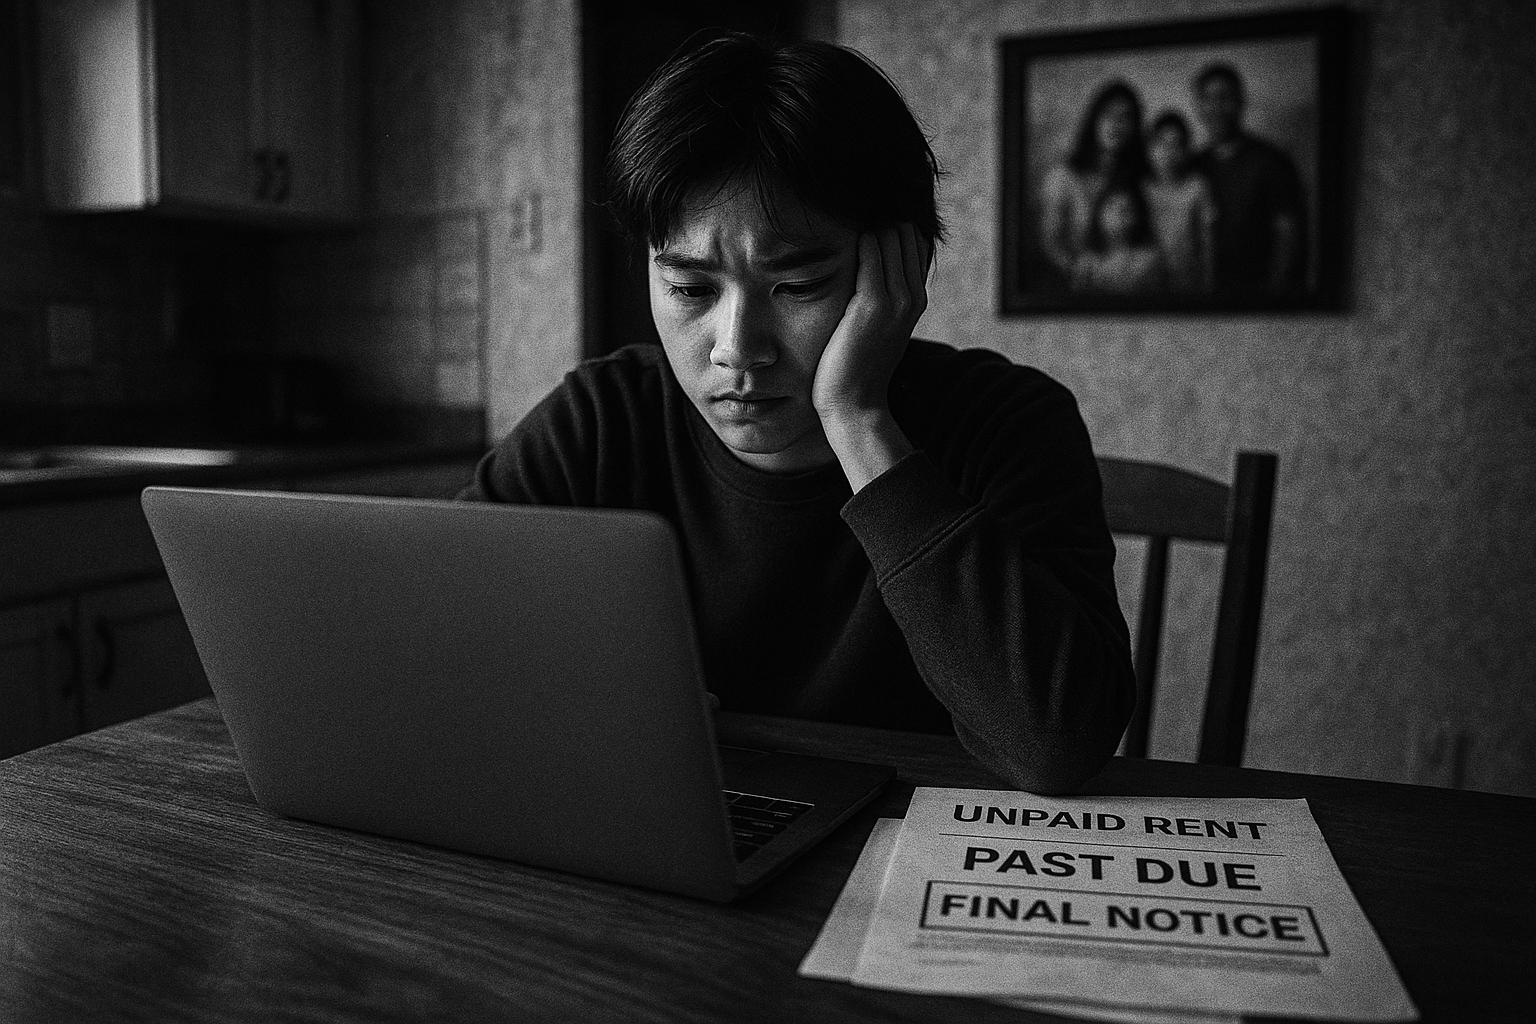 UNPAID RENT
PAST DUE
FINAL NOTICE